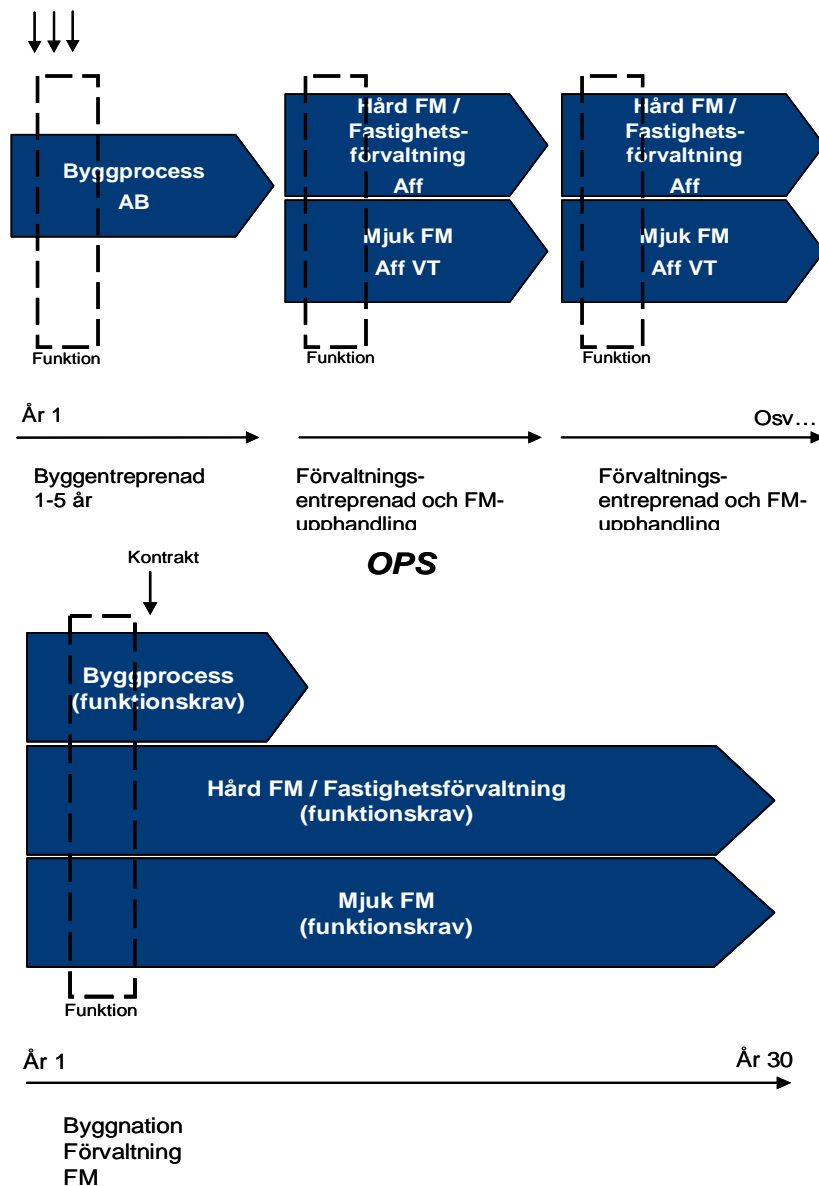 Hård FM /
Fastighets-
förvaltning
Aff
Hård FM /
Fastighets-
förvaltning
Aff
Byggprocess
AB
Mjuk FM
Aff VT
Mjuk FM
Aff VT
Funktion
Funktion
Funktion
År 1
Osv…
Byggentreprenad
1-5 år
Förvaltnings-
entreprenad och FM-
upphandling
Förvaltnings-
entreprenad och FM-
upphandling
Kontrakt
OPS
Byggprocess
(funktionskrav)
Hård FM / Fastighetsförvaltning
(funktionskrav)
Mjuk FM
(funktionskrav)
Funktion
År 1
År 30
Byggnation
Förvaltning
FM